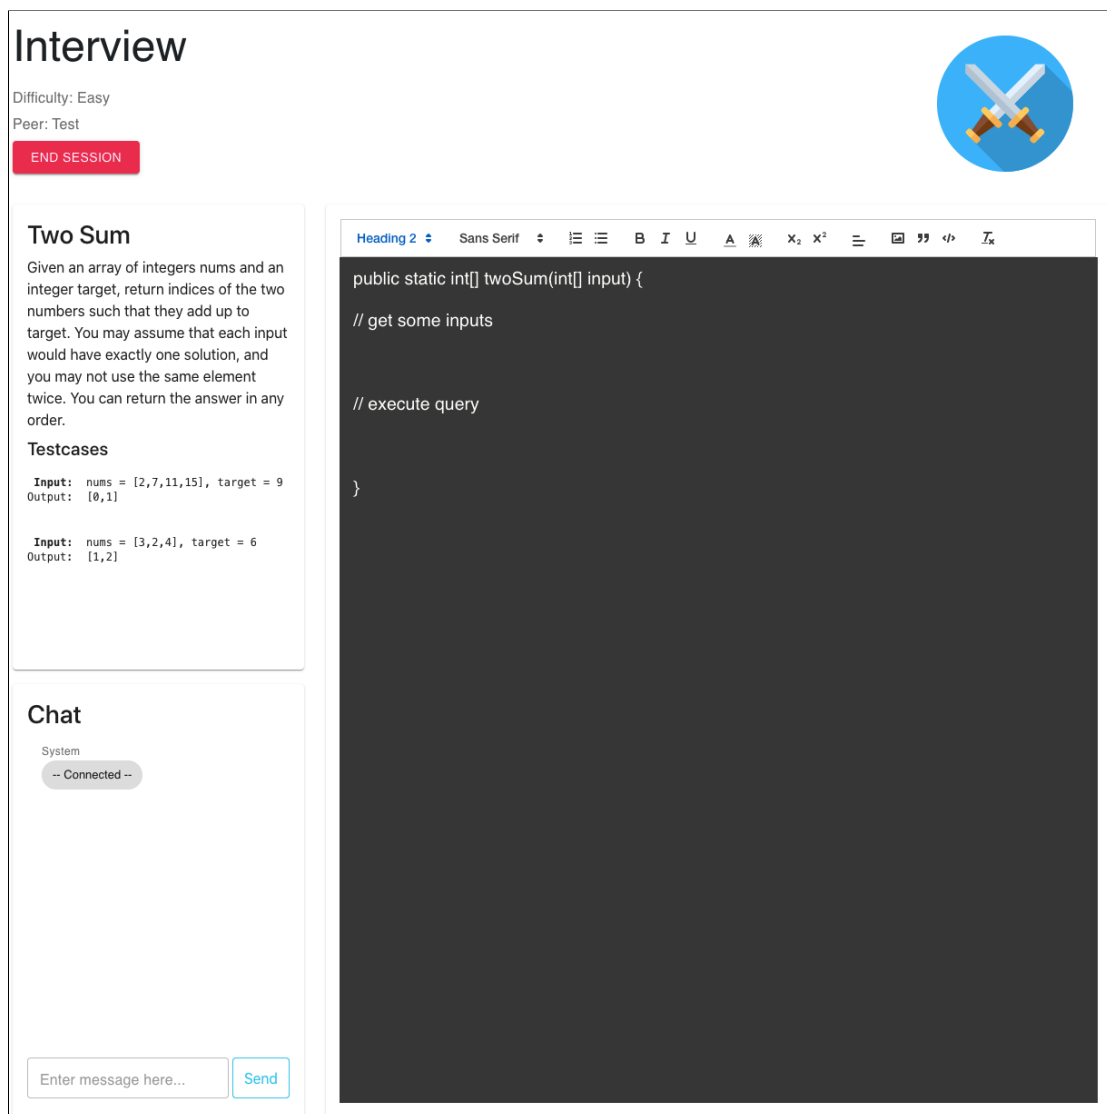 Interview
Difficulty: Easy
Peer: Test
END SESSION
Two Sum
Given an array of integers nums and an
integer target, return indices of the two
numbers such that they add up to
target. You may assume that each input
would have exactly one solution, and
you may not use the same element
twice. You can return the answer in any
order.
Testcases
Input: nums = [2,7,11,15], target = 9
Output: [0,1]
Input: nums = [3,2,4], target = 6
Output: [1,2]
Chat
System
-- Connected --
Enter message here...
Send
Heading 2 Sans Serif B I U A A X₂ X² </> Tx
public static int[] twoSum(int[] input) {
// get some inputs
// execute query
}